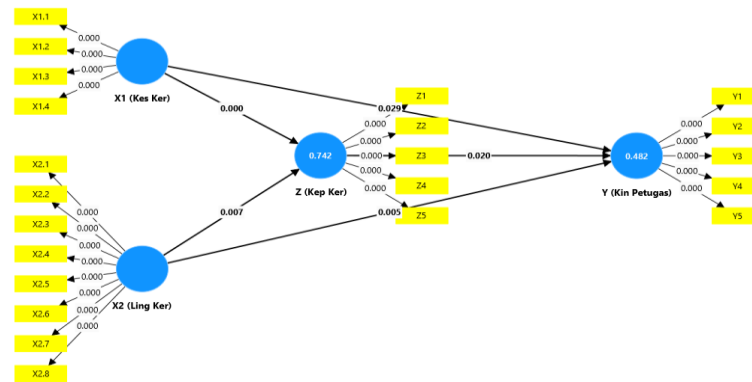 X1.1
X1.2
X1.3
X1.4
0.000
0.000
0.000
0.000
X1 (Kes Ker)
0.000
0.029
Z1
Z2
Z3
Z4
Z5
0.000
0.000
0.000
0.000
0.000
0.742
Z (Kep Ker)
0.020
0.007
0.005
X2.1
X2.2
X2.3
X2.4
X2.5
X2.6
X2.7
X2.8
0.000
0.000
0.000
0.000
0.000
0.000
0.000
0.000
X2 (Ling Ker)
0.482
Y (Kin Petugas)
0.000
0.000
0.000
0.000
0.000
Y1
Y2
Y3
Y4
Y5